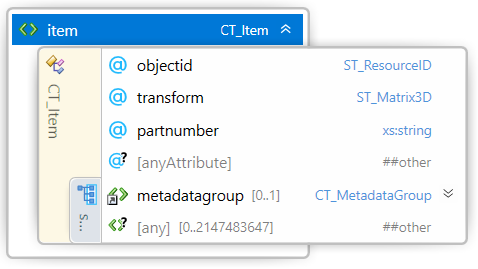 item CT_Item
objectid ST_ResourceID
transform ST_Matrix3D
partnumber xs:string
[anyAttribute] ##other
metadatagroup [0..1] CT_MetadataGroup
[any] [0..2147483647] ##other
CT_Item
S...